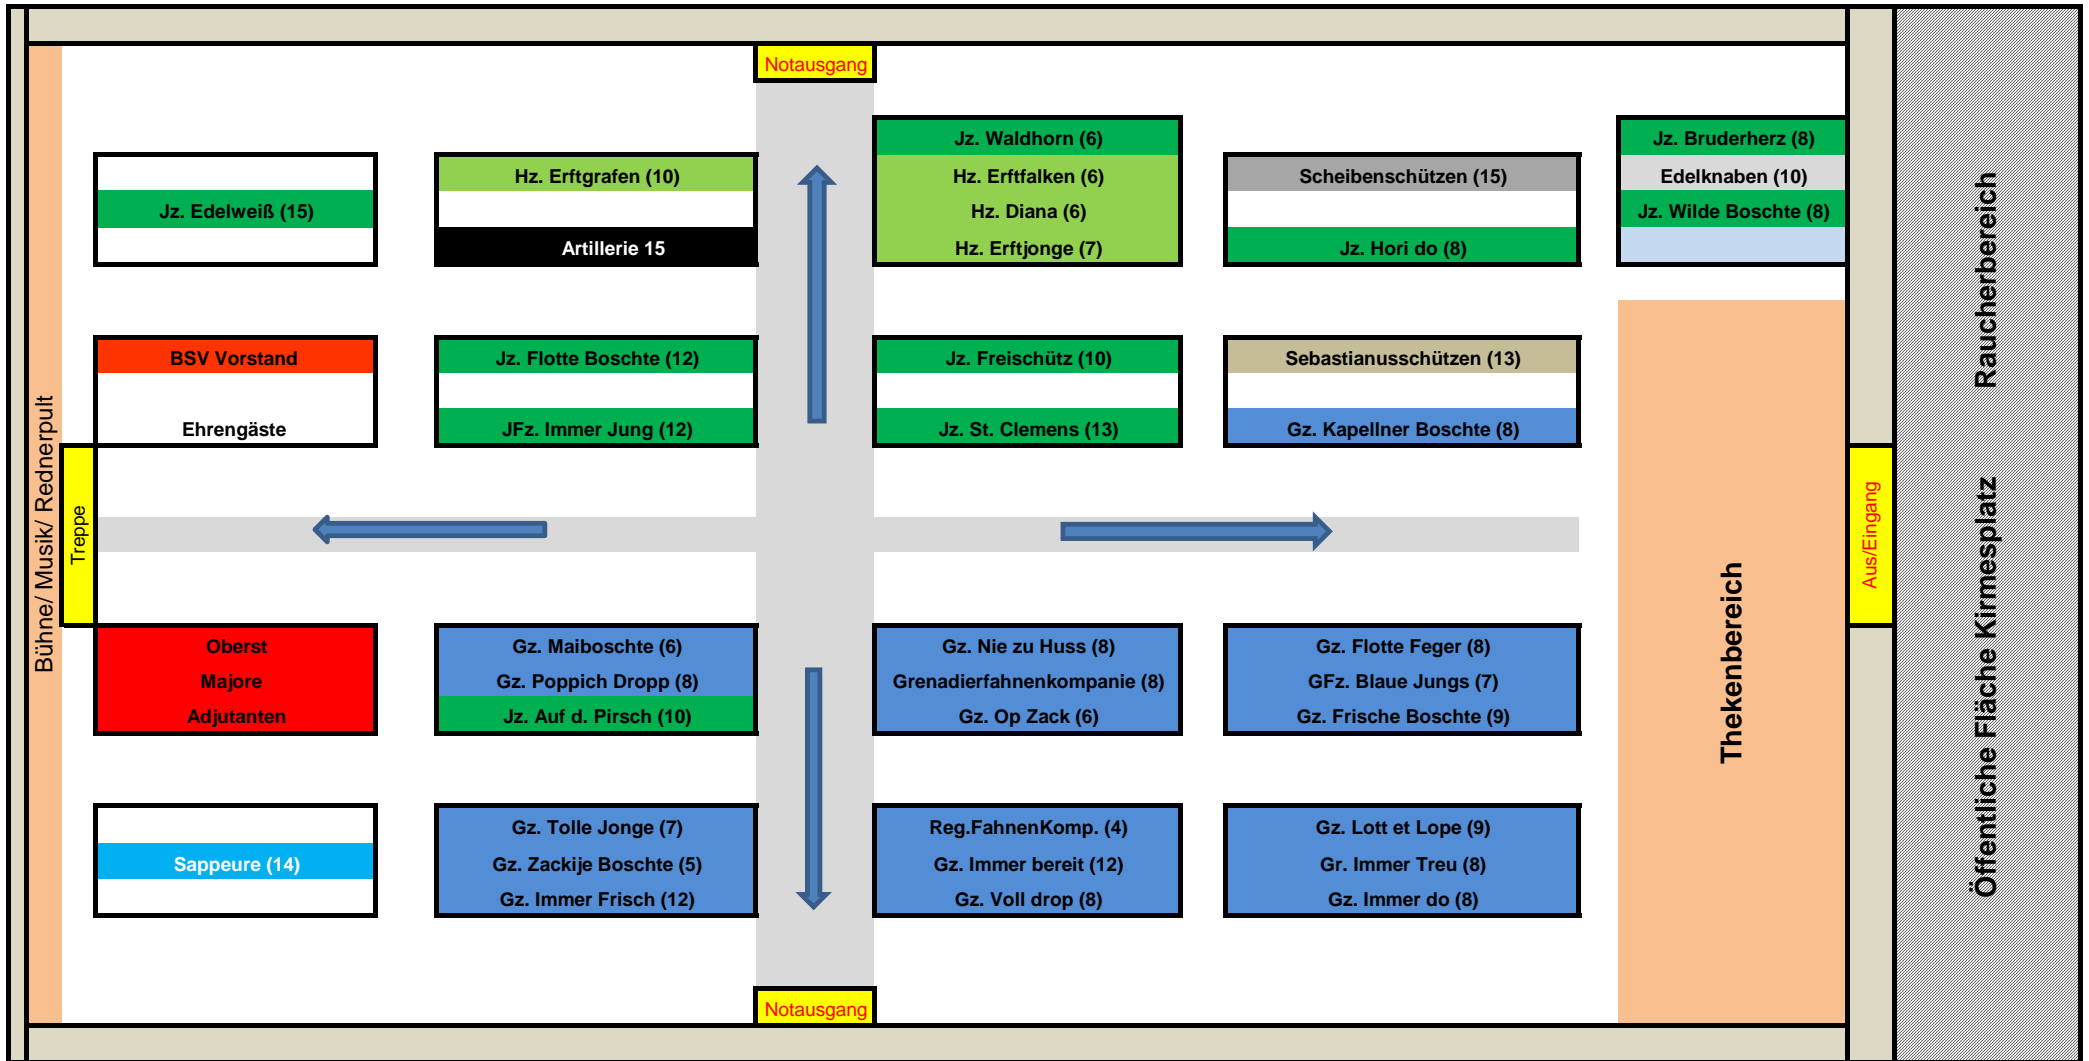 Notausgang
Jz. Edelweiß (15)
Hz. Erftgrafen (10)
Artillerie 15
Jz. Waldhorn (6)
Hz. Erftfalken (6)
Hz. Diana (6)
Hz. Erftjonge (7)
Scheibenschützen (15)
Jz. Hori do (8)
Jz. Bruderherz (8)
Edelknaben (10)
Jz. Wilde Boschte (8)
BSV Vorstand
Ehrengäste
Jz. Flotte Boschte (12)
JFz. Immer Jung (12)
Jz. Freischütz (10)
Jz. St. Clemens (13)
Sebastianusschützen (13)
Gz. Kapellner Boschte (8)
Bühne/ Musik/ Rednerpult
Treppe
Oberst
Majore
Adjutanten
Gz. Maiboschte (6)
Gz. Poppich Dropp (8)
Jz. Auf d. Pirsch (10)
Gz. Nie zu Huss (8)
Grenadierfahnenkompanie (8)
Gz. Op Zack (6)
Gz. Flotte Feger (8)
GFz. Blaue Jungs (7)
Gz. Frische Boschte (9)
Sappeure (14)
Gz. Tolle Jonge (7)
Gz. Zackije Boschte (5)
Gz. Immer Frisch (12)
Reg.FahnenKomp. (4)
Gz. Immer bereit (12)
Gz. Voll drop (8)
Gz. Lott et Lope (9)
Gr. Immer Treu (8)
Gz. Immer do (8)
Notausgang
Thekenbereich
Aus/Eingang
Öffentliche Fläche Kirmesplatz Raucherbereich